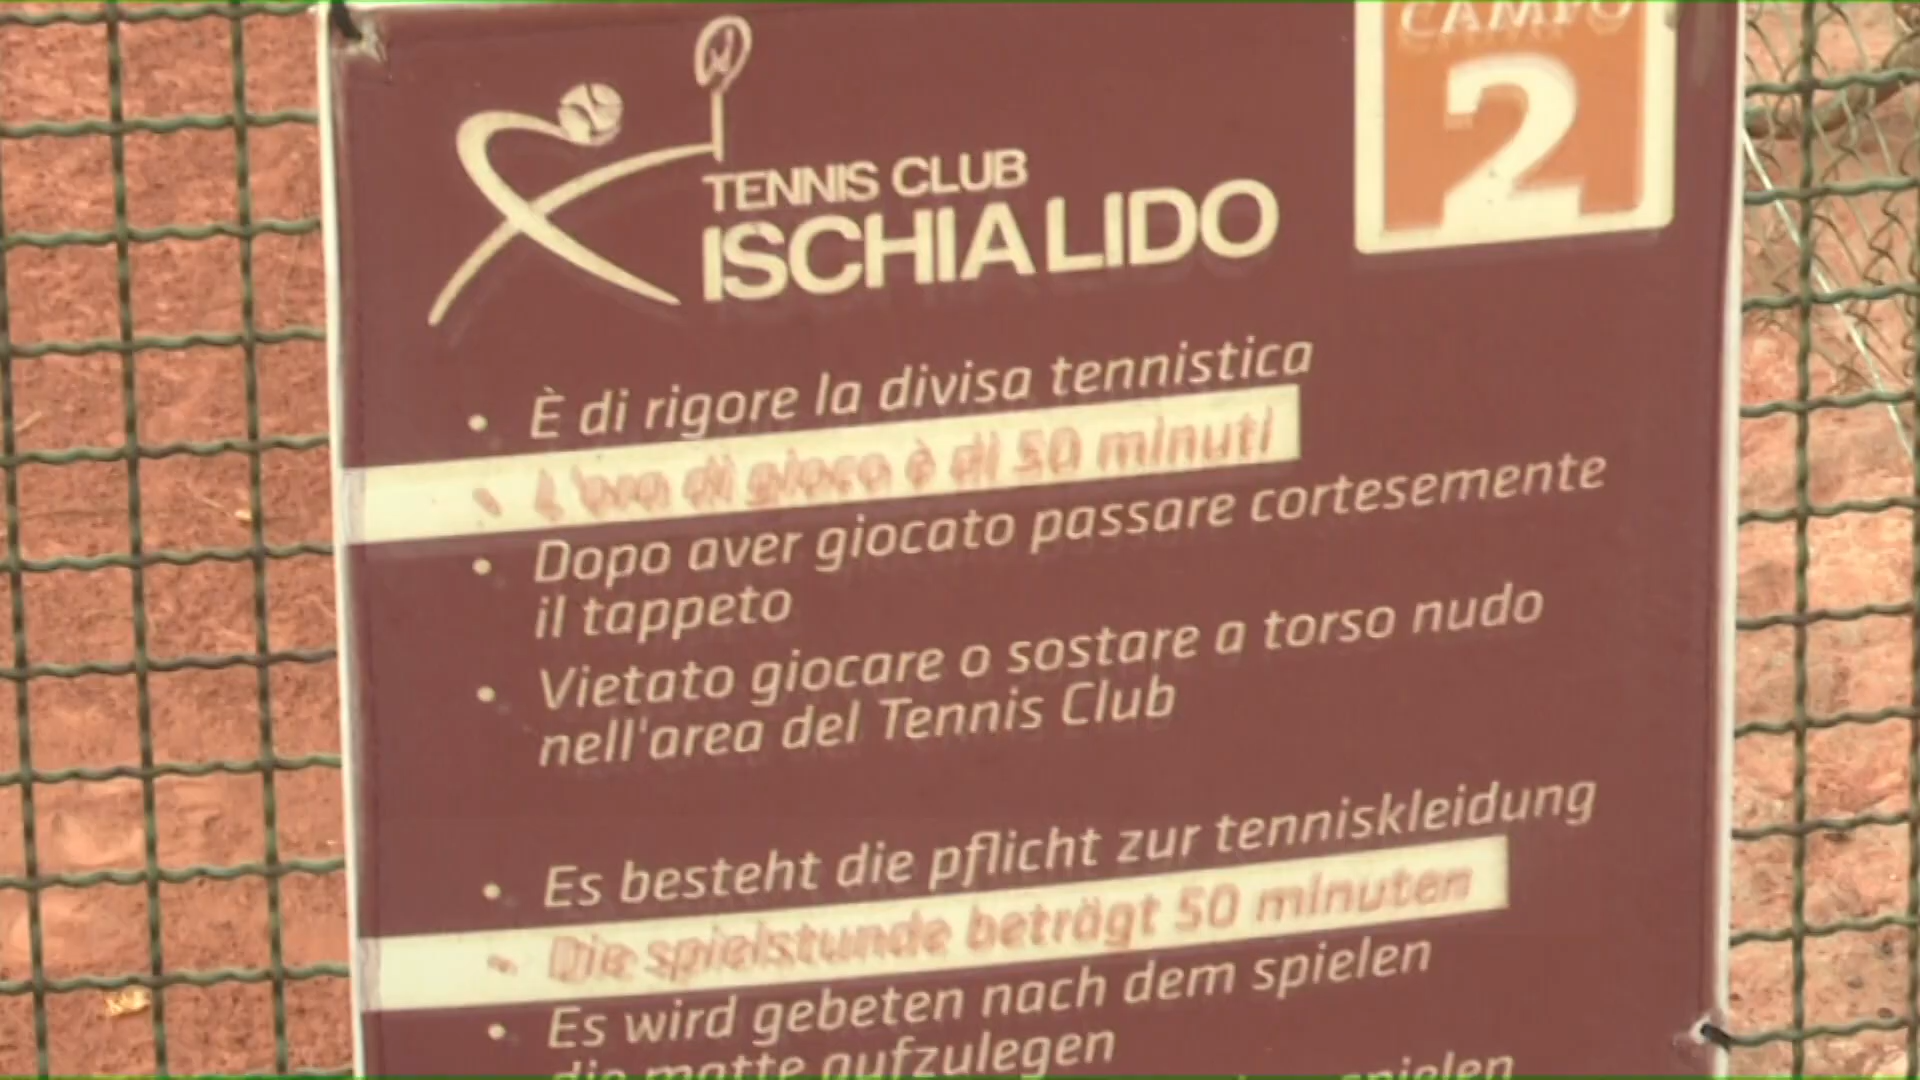 CAMPO
2
TENNIS CLUB
ISCHIA LIDO
• È di rigore la divisa tennistica
• L'ora di gioco è di 50 minuti
• Dopo aver giocato passare cortesemente
il tappeto
• Vietato giocare o sostare a torso nudo
nell'area del Tennis Club
• Es besteht die pflicht zur tenniskleidung
• Die spielstunde beträgt 50 minuten
• Es wird gebeten nach dem spielen
die matte aufzulegen
spielen